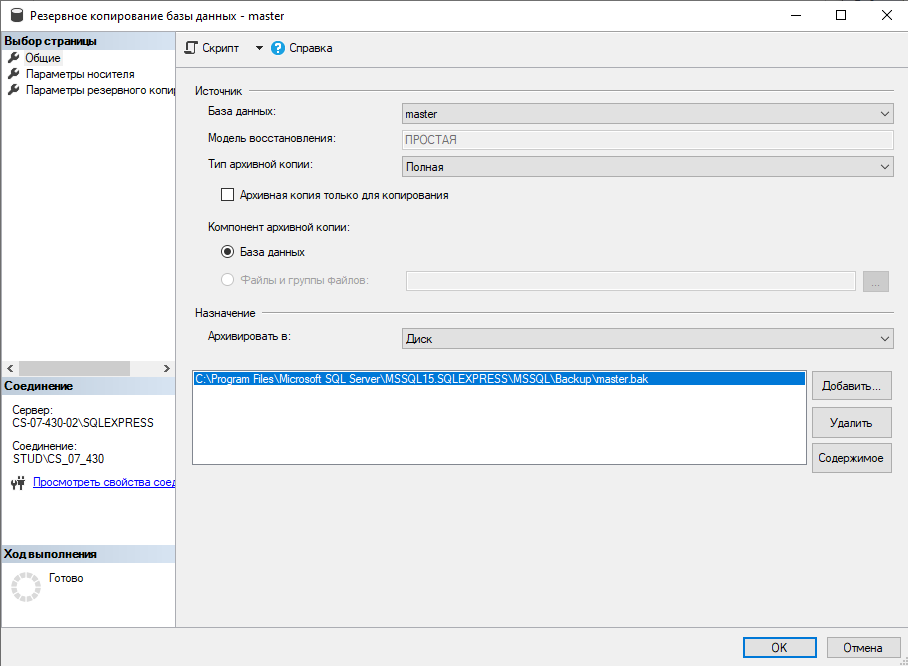 Резервное копирование базы данных - master
Выбор страницы
Общие
Параметры носителя
Параметры резервного копи
Скрипт
Справка
Источник
База данных:
master
Модель восстановления:
ПРОСТАЯ
Тип архивной копии:
Полная
Архивная копия только для копирования
Компонент архивной копии:
База данных
Файлы и группы файлов:
...
Назначение
Архивировать в:
Диск
C:\Program Files\Microsoft SQL Server\MSSQL15.SQLEXPRESS\MSSQL\Backup\master.bak
Добавить...
Удалить
Содержимое
Соединение
Сервер:
CS-07-430-02\SQLEXPRESS
Соединение:
STUD\CS_07_430
Просмотреть свойства соед
Ход выполнения
Готово
OK
Отмена